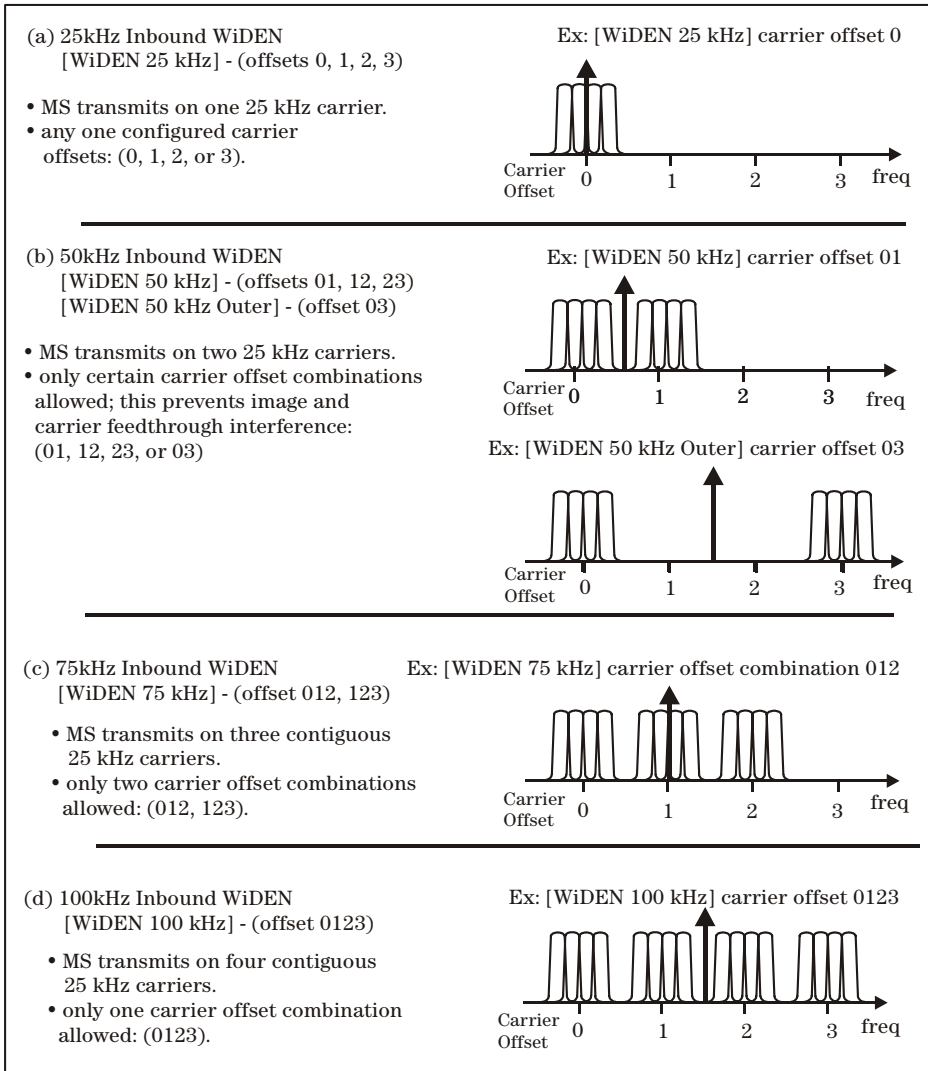 (a) 25kHz Inbound WiDEN
[WiDEN 25 kHz] - (offsets 0, 1, 2, 3)
• MS transmits on one 25 kHz carrier.
• any one configured carrier
offsets: (0, 1, 2, or 3).
Ex: [WiDEN 25 kHz] carrier offset 0
Carrier
Offset
0 1 2 3 freq
(b) 50kHz Inbound WiDEN
[WiDEN 50 kHz] - (offsets 01, 12, 23)
[WiDEN 50 kHz Outer] - (offset 03)
• MS transmits on two 25 kHz carriers.
• only certain carrier offset combinations
allowed; this prevents image and
carrier feedthrough interference:
(01, 12, 23, or 03)
Ex: [WiDEN 50 kHz] carrier offset 01
Carrier
Offset
0 1 2 3 freq
Ex: [WiDEN 50 kHz Outer] carrier offset 03
Carrier
Offset
0 1 2 3 freq
(c) 75kHz Inbound WiDEN
[WiDEN 75 kHz] - (offset 012, 123)
• MS transmits on three contiguous
25 kHz carriers.
• only two carrier offset combinations
allowed: (012, 123).
Ex: [WiDEN 75 kHz] carrier offset combination 012
Carrier
Offset
0 1 2 3 freq
(d) 100kHz Inbound WiDEN
[WiDEN 100 kHz] - (offset 0123)
• MS transmits on four contiguous
25 kHz carriers.
• only one carrier offset combination
allowed: (0123).
Ex: [WiDEN 100 kHz] carrier offset 0123
Carrier
Offset
0 1 2 3 freq